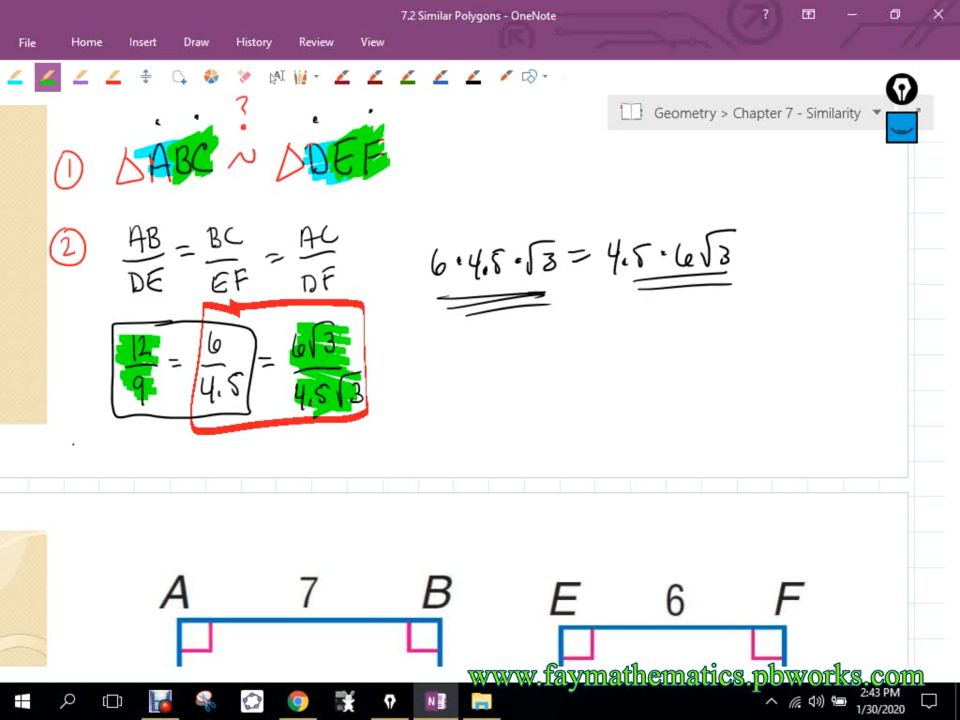 7.2 Similar Polygons - OneNote
?
File Home Insert Draw History Review View
Geometry > Chapter 7 - Similarity
?
① △ABC ~ △DEF
② AB/DE = BC/EF = AC/DF
6 · 4.5 · √3 = 4.5 · 6√3
12/9 = 6/4.5 = 6√3/4.5√3
A 7 B E 6 F
www.faymathematics.pbworks.com
2:43 PM
1/30/2020